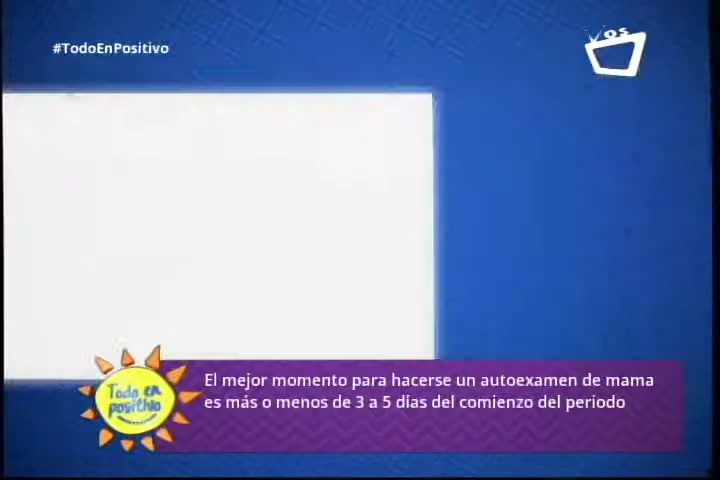 #TodoEnPositivo
VOS
Todo en
positivo
El mejor momento para hacerse un autoexamen de mama
es más o menos de 3 a 5 días del comienzo del periodo